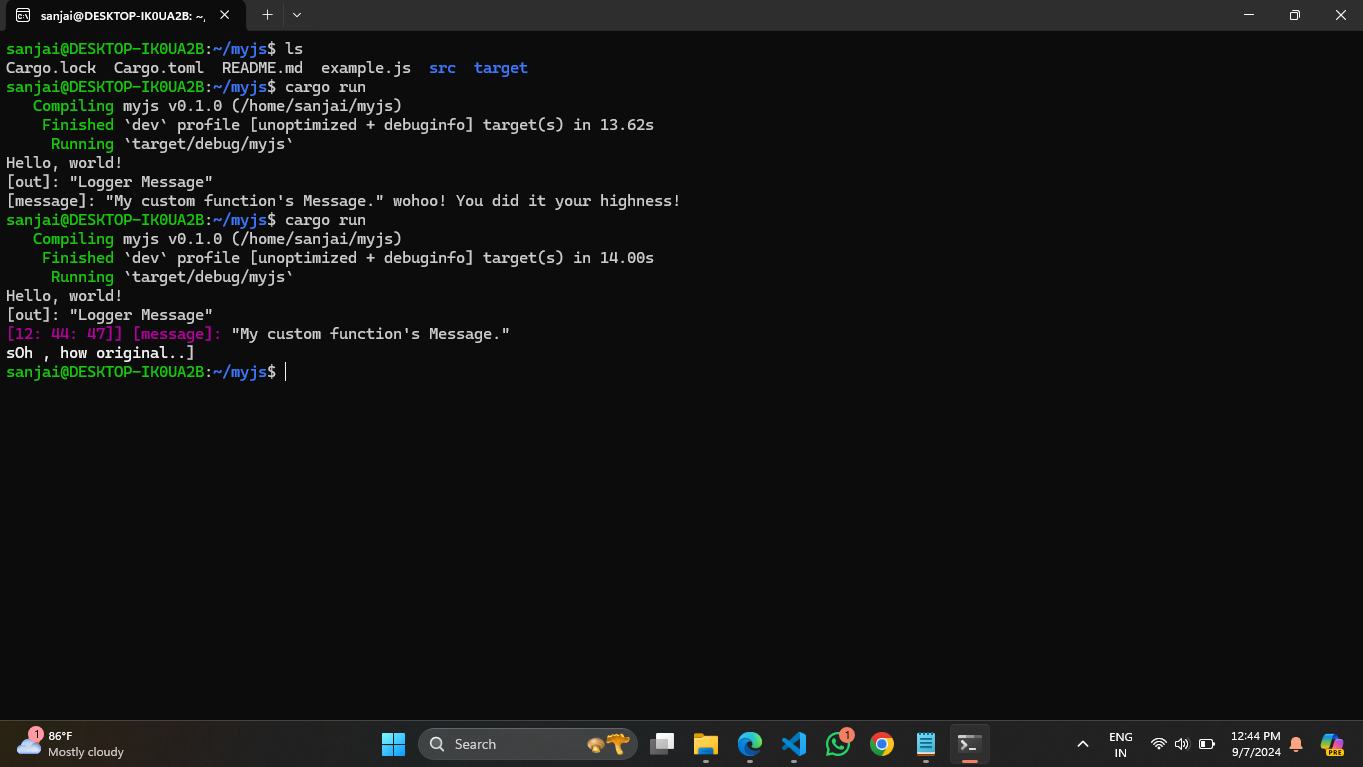 sanjai@DESKTOP-IK0UA2B: ~,
sanjai@DESKTOP-IK0UA2B:~/myjs$ ls
Cargo.lock  Cargo.toml  README.md  example.js  src  target
sanjai@DESKTOP-IK0UA2B:~/myjs$ cargo run
   Compiling myjs v0.1.0 (/home/sanjai/myjs)
    Finished `dev` profile [unoptimized + debuginfo] target(s) in 13.62s
     Running `target/debug/myjs`
Hello, world!
[out]: "Logger Message"
[message]: "My custom function's Message." wohoo! You did it your highness!
sanjai@DESKTOP-IK0UA2B:~/myjs$ cargo run
   Compiling myjs v0.1.0 (/home/sanjai/myjs)
    Finished `dev` profile [unoptimized + debuginfo] target(s) in 14.00s
     Running `target/debug/myjs`
Hello, world!
[out]: "Logger Message"
[12: 44: 47]] [message]: "My custom function's Message."
sOh , how original..]
sanjai@DESKTOP-IK0UA2B:~/myjs$
1
86°F
Mostly cloudy
Search
1
ENG
IN
12:44 PM
9/7/2024
PRE